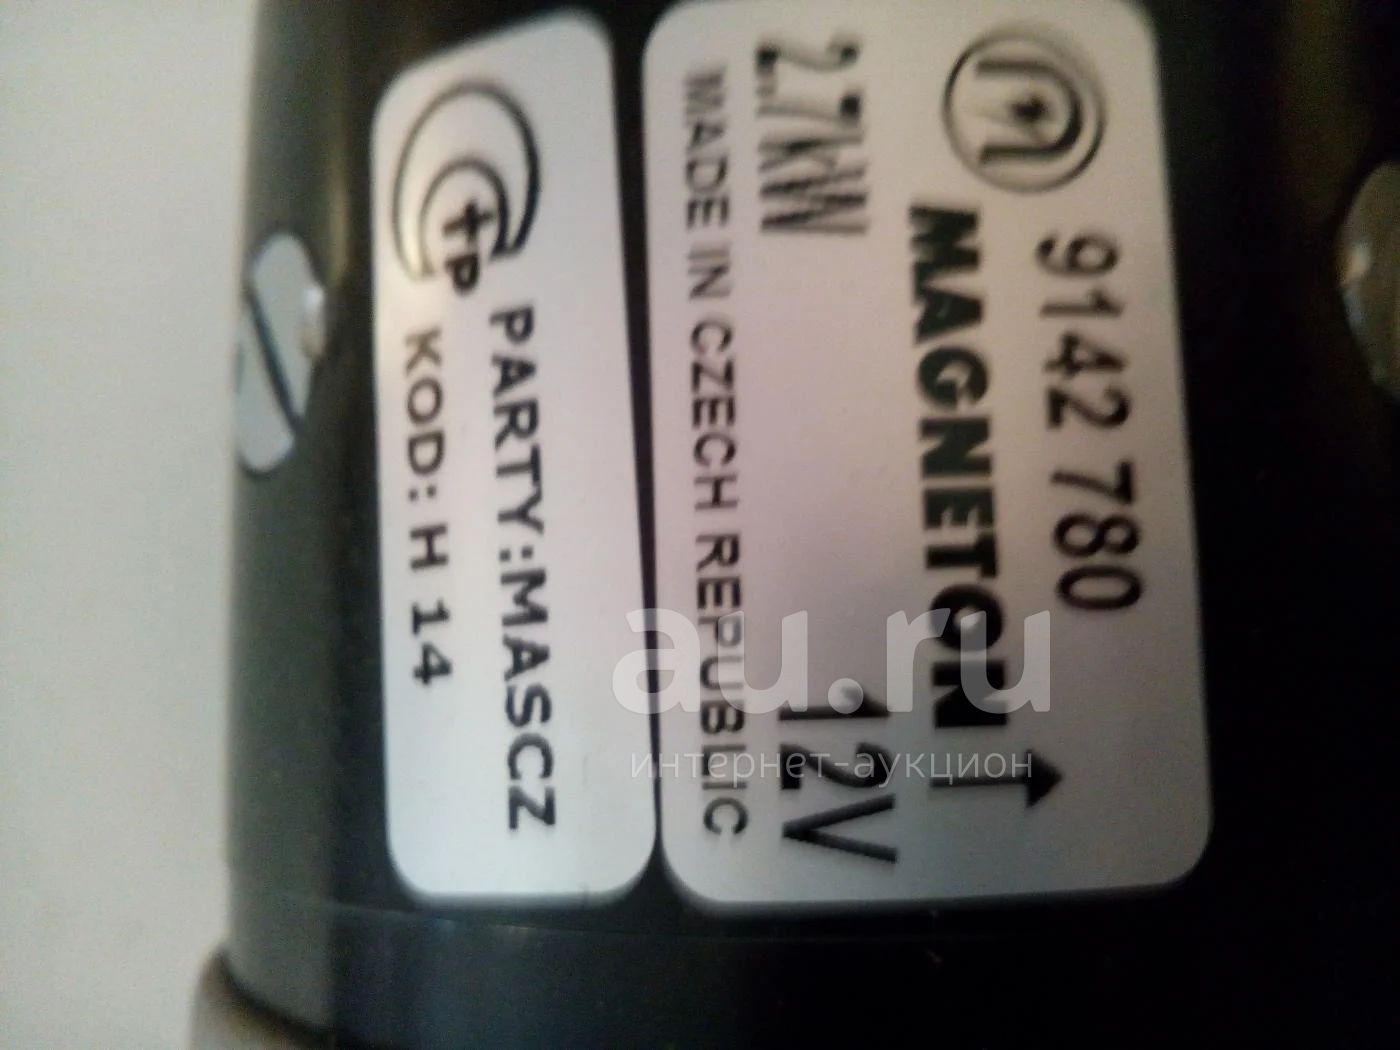 9142 780
MAGNETON
2.7kW 12V
MADE IN CZECH REPUBLIC
PARTY:MASCZ
KOD: H 14
au.ru
интернет-аукцион